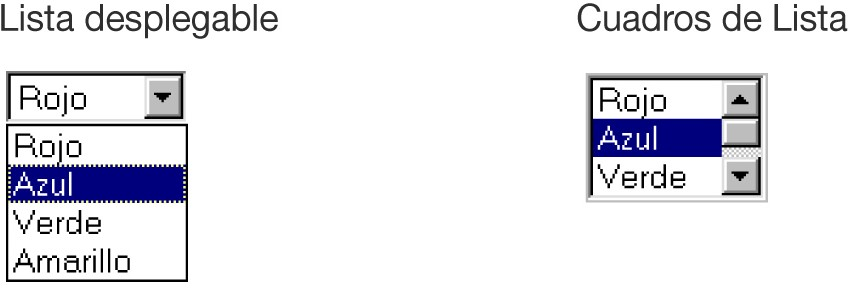 Lista desplegable
Rojo
Rojo
Azul
Verde
Amarillo
Cuadros de Lista
Rojo
Azul
Verde